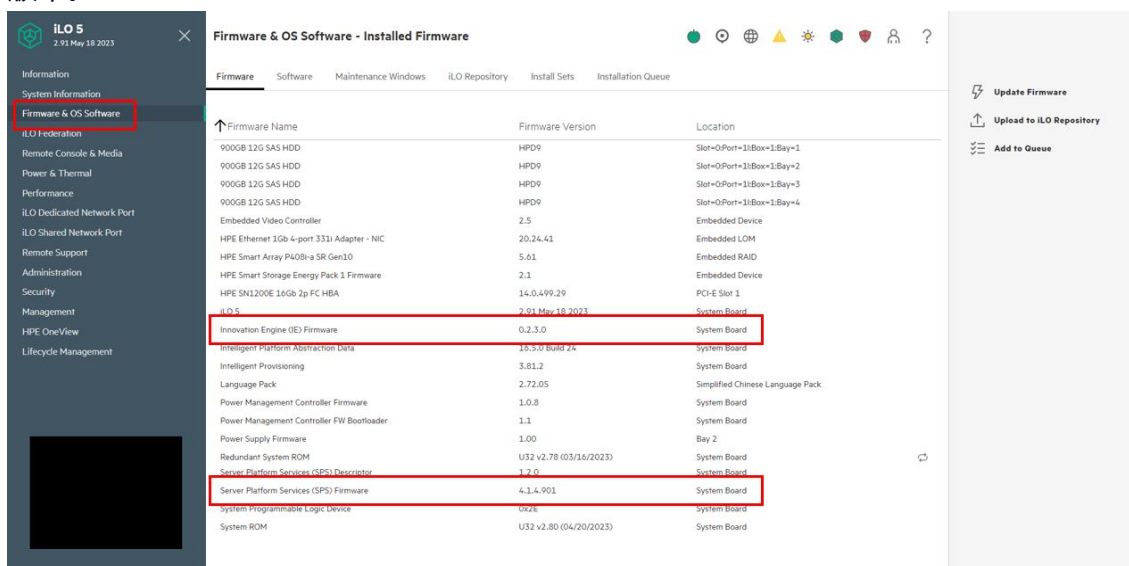 iLO 5
2.91 May 18 2023
Firmware & OS Software - Installed Firmware
?
Information
System Information
Firmware & OS Software
iLO Federation
Remote Console & Media
Power & Thermal
Performance
iLO Dedicated Network Port
iLO Shared Network Port
Remote Support
Administration
Security
Management
HPE OneView
Lifecycle Management
Firmware Software Maintenance Windows iLO Repository Install Sets Installation Queue
Firmware Name Firmware Version Location
900GB 12G SAS HDD HPD9 Slot=0:Port=1I:Box=1:Bay=1
900GB 12G SAS HDD HPD9 Slot=0:Port=1I:Box=1:Bay=2
900GB 12G SAS HDD HPD9 Slot=0:Port=1I:Box=1:Bay=3
900GB 12G SAS HDD HPD9 Slot=0:Port=1I:Box=1:Bay=4
Embedded Video Controller 2.5 Embedded Device
HPE Ethernet 1Gb 4-port 331i Adapter - NIC 20.24.41 Embedded LOM
HPE Smart Array P408i-a SR Gen10 5.61 Embedded RAID
HPE Smart Storage Energy Pack 1 Firmware 2.1 Embedded Device
HPE SN1200E 16Gb 2p FC HBA 14.0.499.29 PCI-E Slot 1
iLO 5 2.91 May 18 2023 System Board
Innovation Engine (IE) Firmware 0.2.3.0 System Board
Intelligent Platform Abstraction Data 16.5.0 Build 24 System Board
Intelligent Provisioning 3.81.2 System Board
Language Pack 2.72.05 Simplified Chinese Language Pack
Power Management Controller Firmware 1.0.8 System Board
Power Management Controller FW Bootloader 1.1 System Board
Power Supply Firmware 1.00 Bay 2
Redundant System ROM U32 v2.78 (03/16/2023) System Board
Server Platform Services (SPS) Descriptor 1.2 0 System Board
Server Platform Services (SPS) Firmware 4.1.4.901 System Board
System Programmable Logic Device 0x2E System Board
System ROM U32 v2.80 (04/20/2023) System Board
Update Firmware
Upload to iLO Repository
Add to Queue